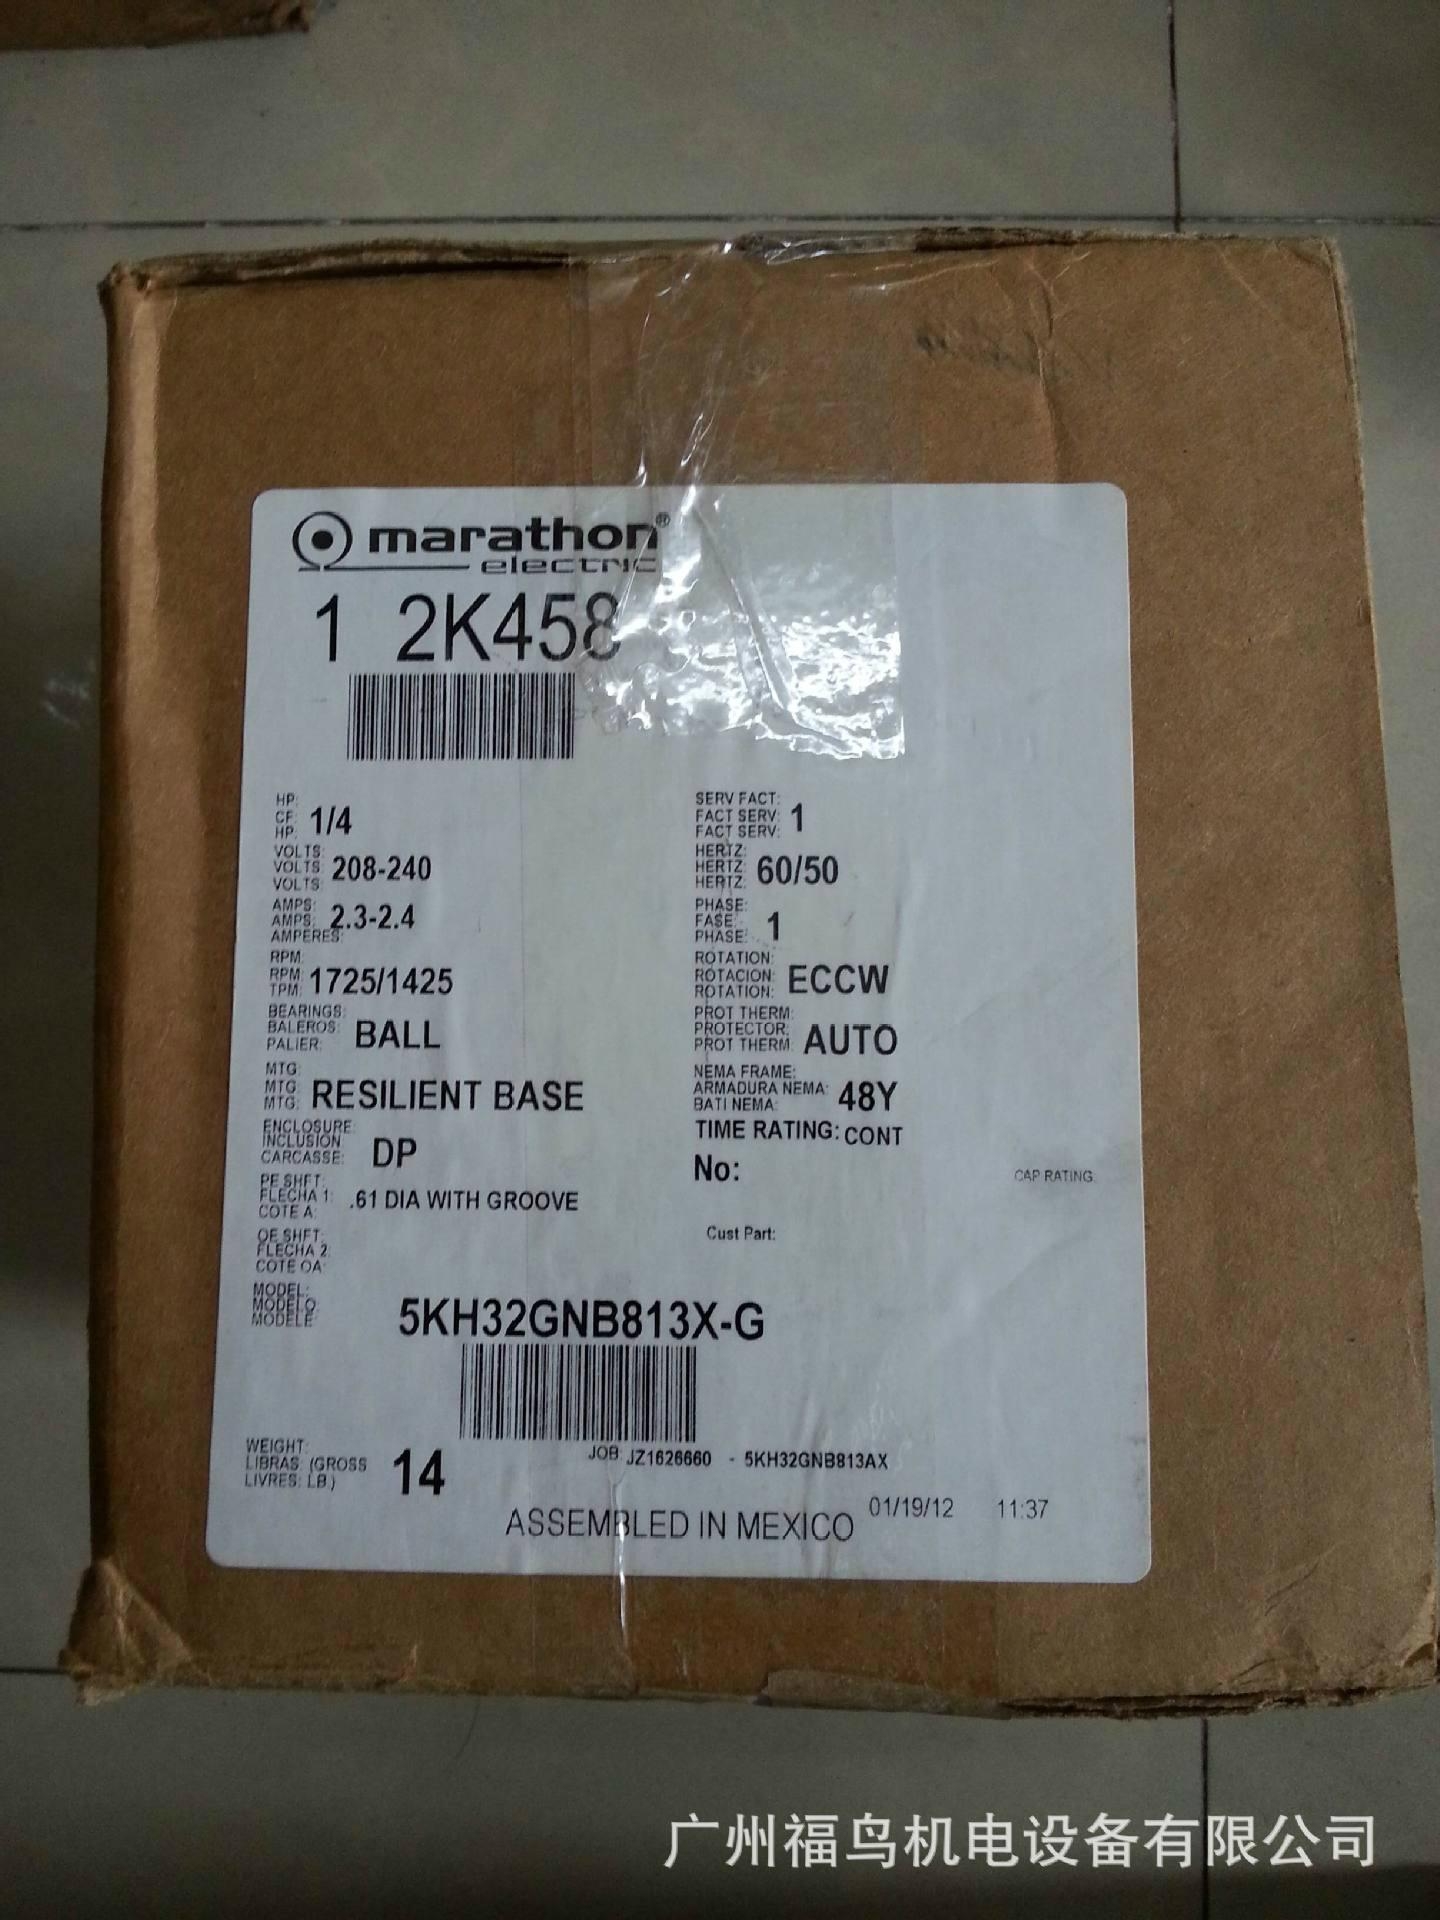 marathon®
electric
1 2K458
HP:
CF: 1/4
HP:
VOLTS:
VOLTS: 208-240
VOLTS:
AMPS:
AMPS: 2.3-2.4
AMPERES:
RPM:
RPM: 1725/1425
TPM:
BEARINGS:
BALEROS: BALL
PALIER:
MTG:
MTG: RESILIENT BASE
MTG:
ENCLOSURE:
INCLUSION: DP
CARCASSE:
PE SHFT:
FLECHA 1: .61 DIA WITH GROOVE
COTE A:
OE SHFT:
FLECHA 2:
COTE OA:
SERV FACT:
FACT SERV: 1
FACT SERV:
HERTZ:
HERTZ: 60/50
HERTZ:
PHASE:
FASE: 1
PHASE:
ROTATION:
ROTACION: ECCW
ROTATION:
PROT THERM:
PROTECTOR: AUTO
PROT THERM:
NEMA FRAME:
ARMADURA NEMA: 48Y
BATI NEMA:
TIME RATING: CONT
No:
CAP RATING:
Cust Part:
MODEL:
MODELO: 5KH32GNB813X-G
MODELE:
WEIGHT:
LIBRAS: (GROSS 14
LIVRES: LB.)
JOB: JZ1626660 - 5KH32GNB813AX
ASSEMBLED IN MEXICO 01/19/12 11:37
广州福鸟机电设备有限公司